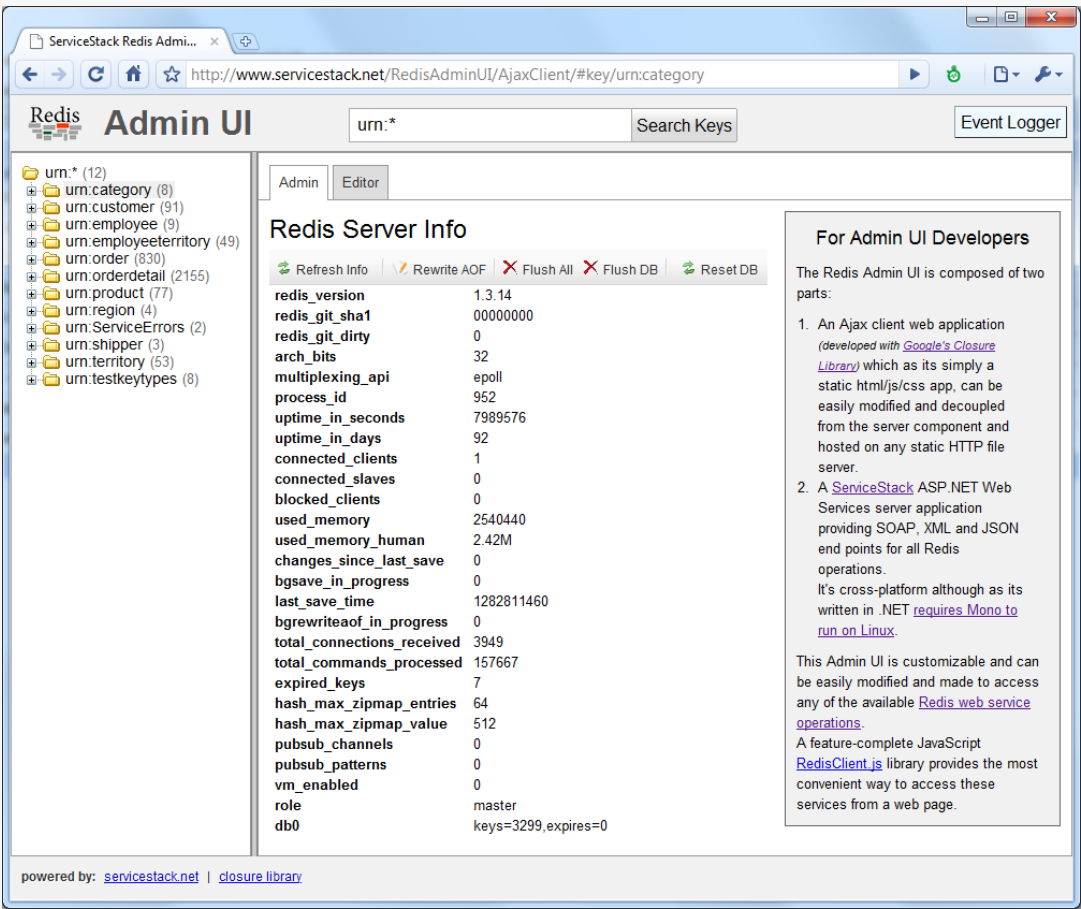 ServiceStack Redis Admi...
http://www.servicestack.net/RedisAdminUI/AjaxClient/#key/urn:category
Redis Admin UI
urn:*
Search Keys
Event Logger
urn:* (12)
urn:category (8)
urn:customer (91)
urn:employee (9)
urn:employeeterritory (49)
urn:order (830)
urn:orderdetail (2155)
urn:product (77)
urn:region (4)
urn:ServiceErrors (2)
urn:shipper (3)
urn:territory (53)
urn:testkeytypes (8)
Admin Editor
Redis Server Info
Refresh Info Rewrite AOF Flush All Flush DB Reset DB
redis_version 1.3.14
redis_git_sha1 00000000
redis_git_dirty 0
arch_bits 32
multiplexing_api epoll
process_id 952
uptime_in_seconds 7989576
uptime_in_days 92
connected_clients 1
connected_slaves 0
blocked_clients 0
used_memory 2540440
used_memory_human 2.42M
changes_since_last_save 0
bgsave_in_progress 0
last_save_time 1282811460
bgrewriteaof_in_progress 0
total_connections_received 3949
total_commands_processed 157667
expired_keys 7
hash_max_zipmap_entries 64
hash_max_zipmap_value 512
pubsub_channels 0
pubsub_patterns 0
vm_enabled 0
role master
db0 keys=3299,expires=0
For Admin UI Developers
The Redis Admin UI is composed of two
parts:
1. An Ajax client web application
(developed with Google's Closure
Library) which as its simply a
static html/js/css app, can be
easily modified and decoupled
from the server component and
hosted on any static HTTP file
server.
2. A ServiceStack ASP.NET Web
Services server application
providing SOAP, XML and JSON
end points for all Redis
operations.
It's cross-platform although as its
written in .NET requires Mono to
run on Linux.
This Admin UI is customizable and can
be easily modified and made to access
any of the available Redis web service
operations.
A feature-complete JavaScript
RedisClient.js library provides the most
convenient way to access these
services from a web page.
powered by: servicestack.net | closure library